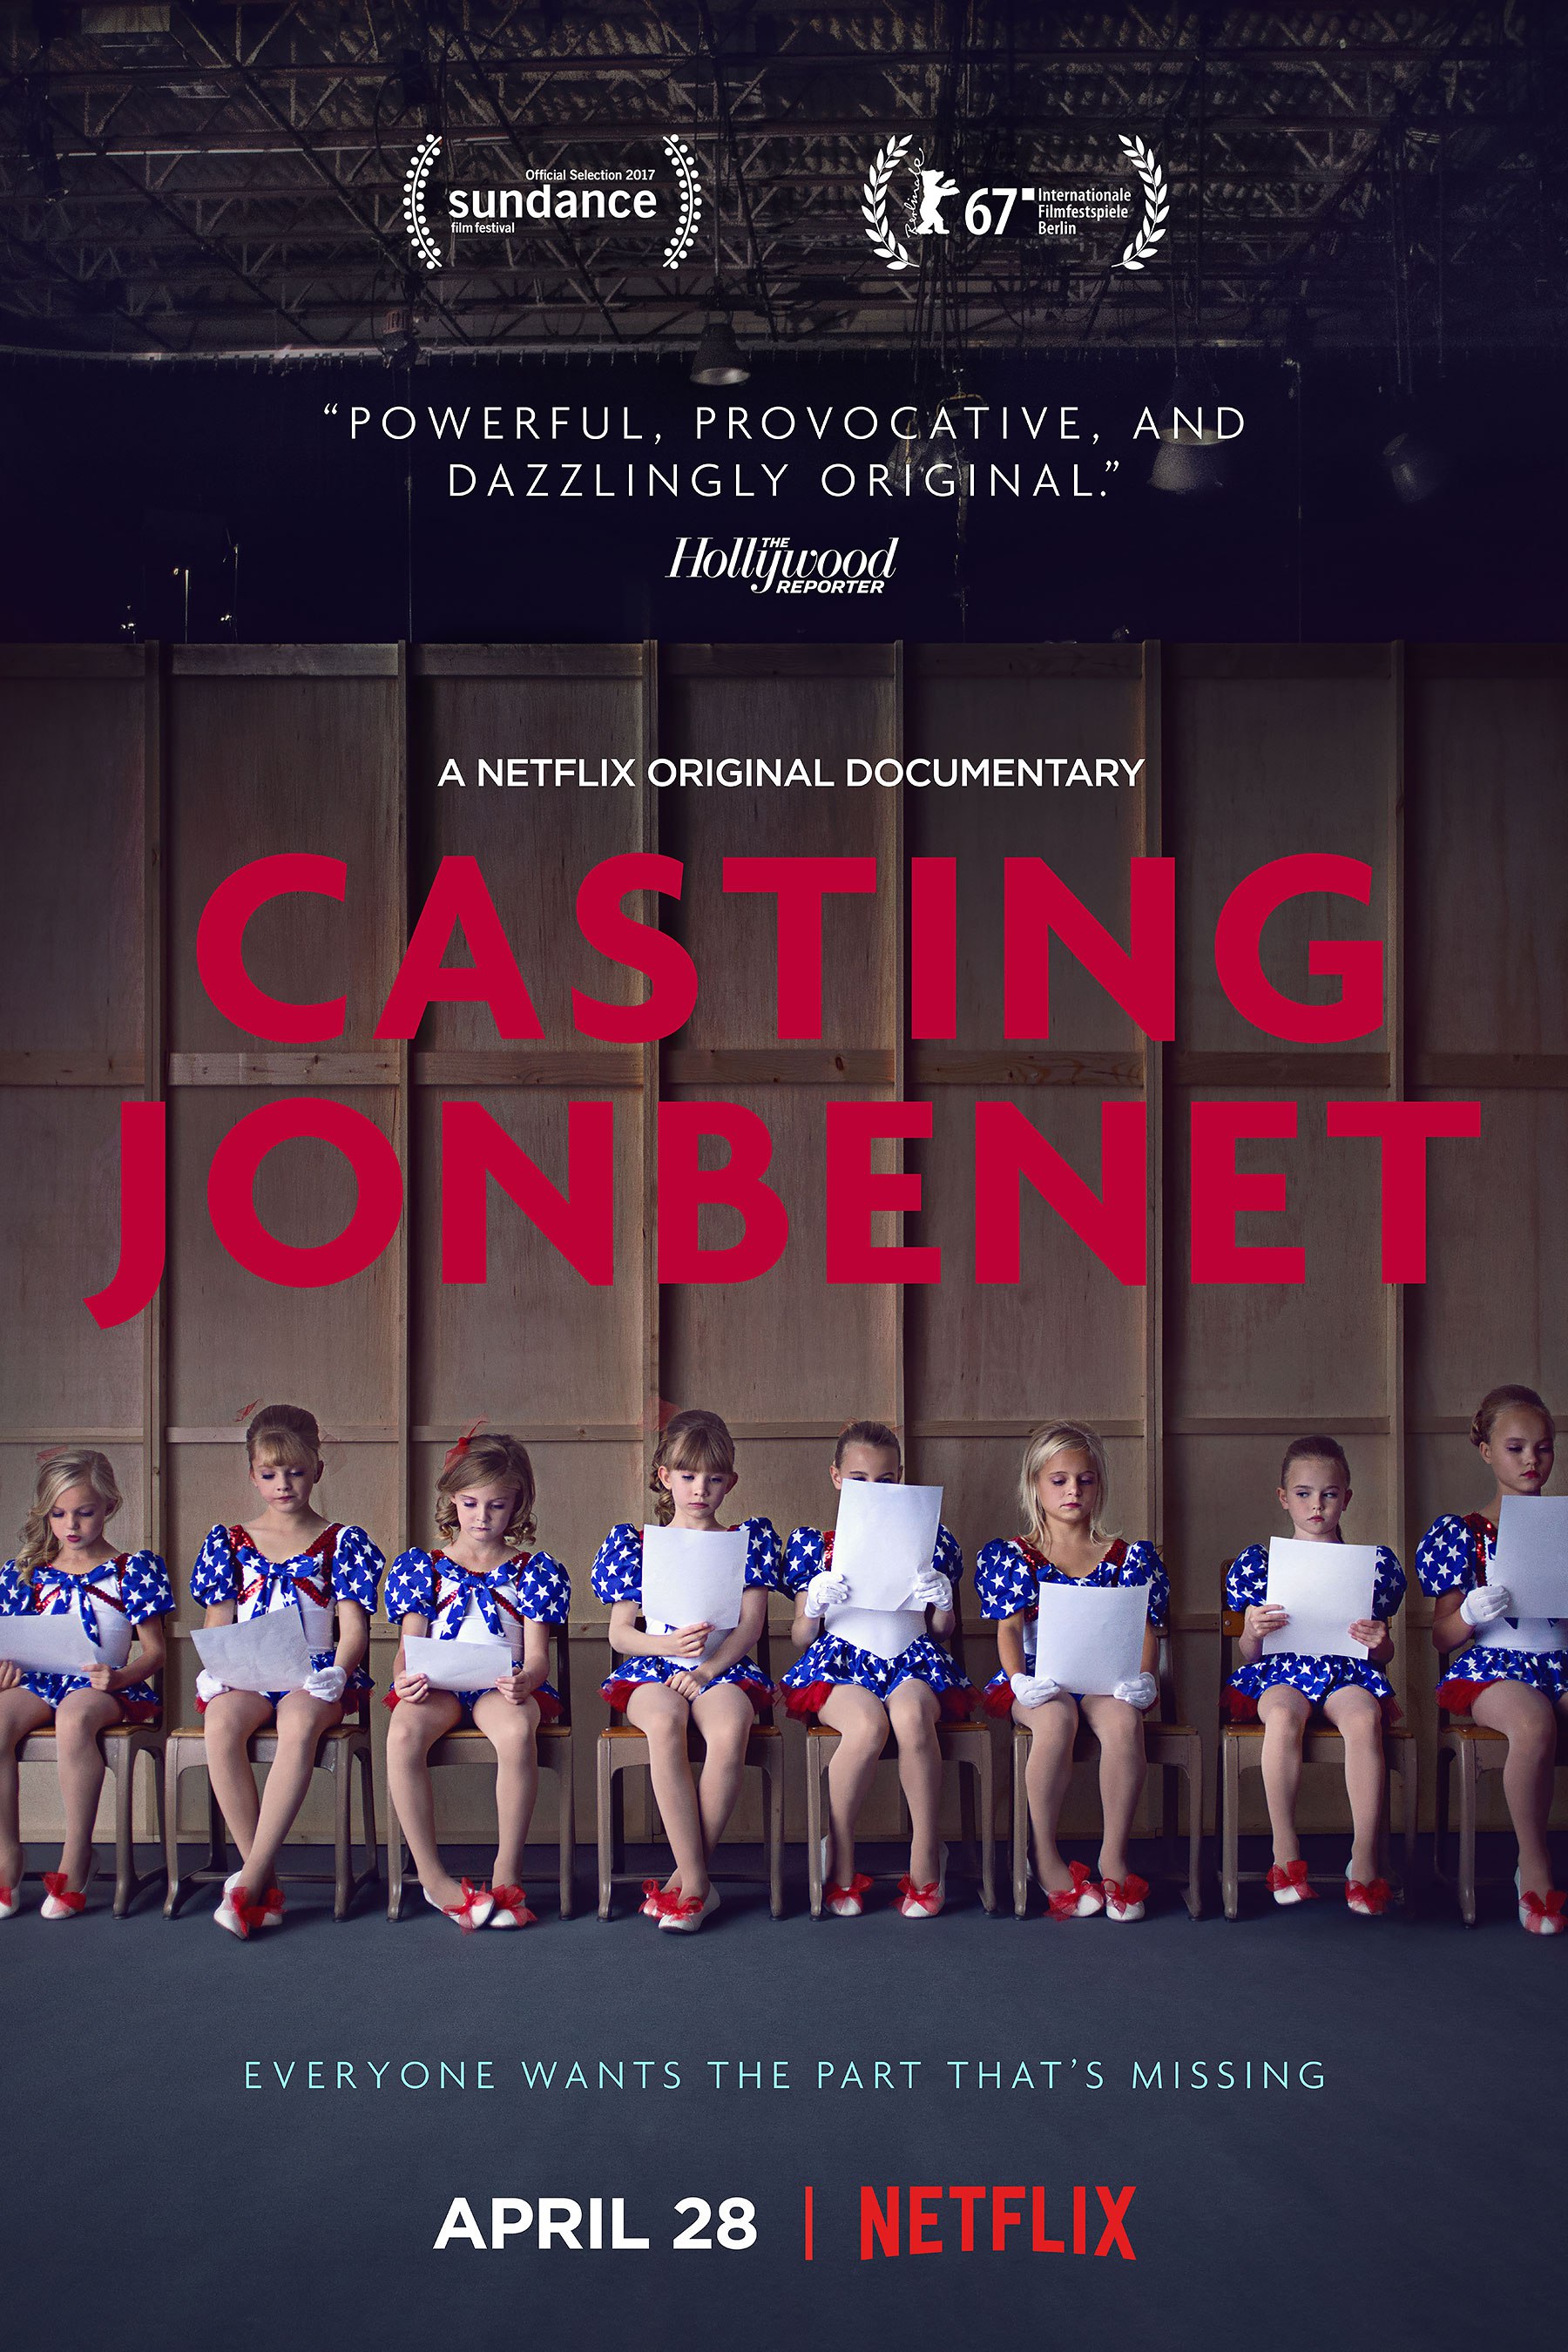 Official Selection 2017
sundance
film festival
Berlinale
67
Internationale
Filmfestspiele
Berlin
“POWERFUL, PROVOCATIVE, AND
DAZZLINGLY ORIGINAL.”
THE
Hollywood
REPORTER
A NETFLIX ORIGINAL DOCUMENTARY
CASTING
JONBENET
EVERYONE WANTS THE PART THAT’S MISSING
APRIL 28 | NETFLIX